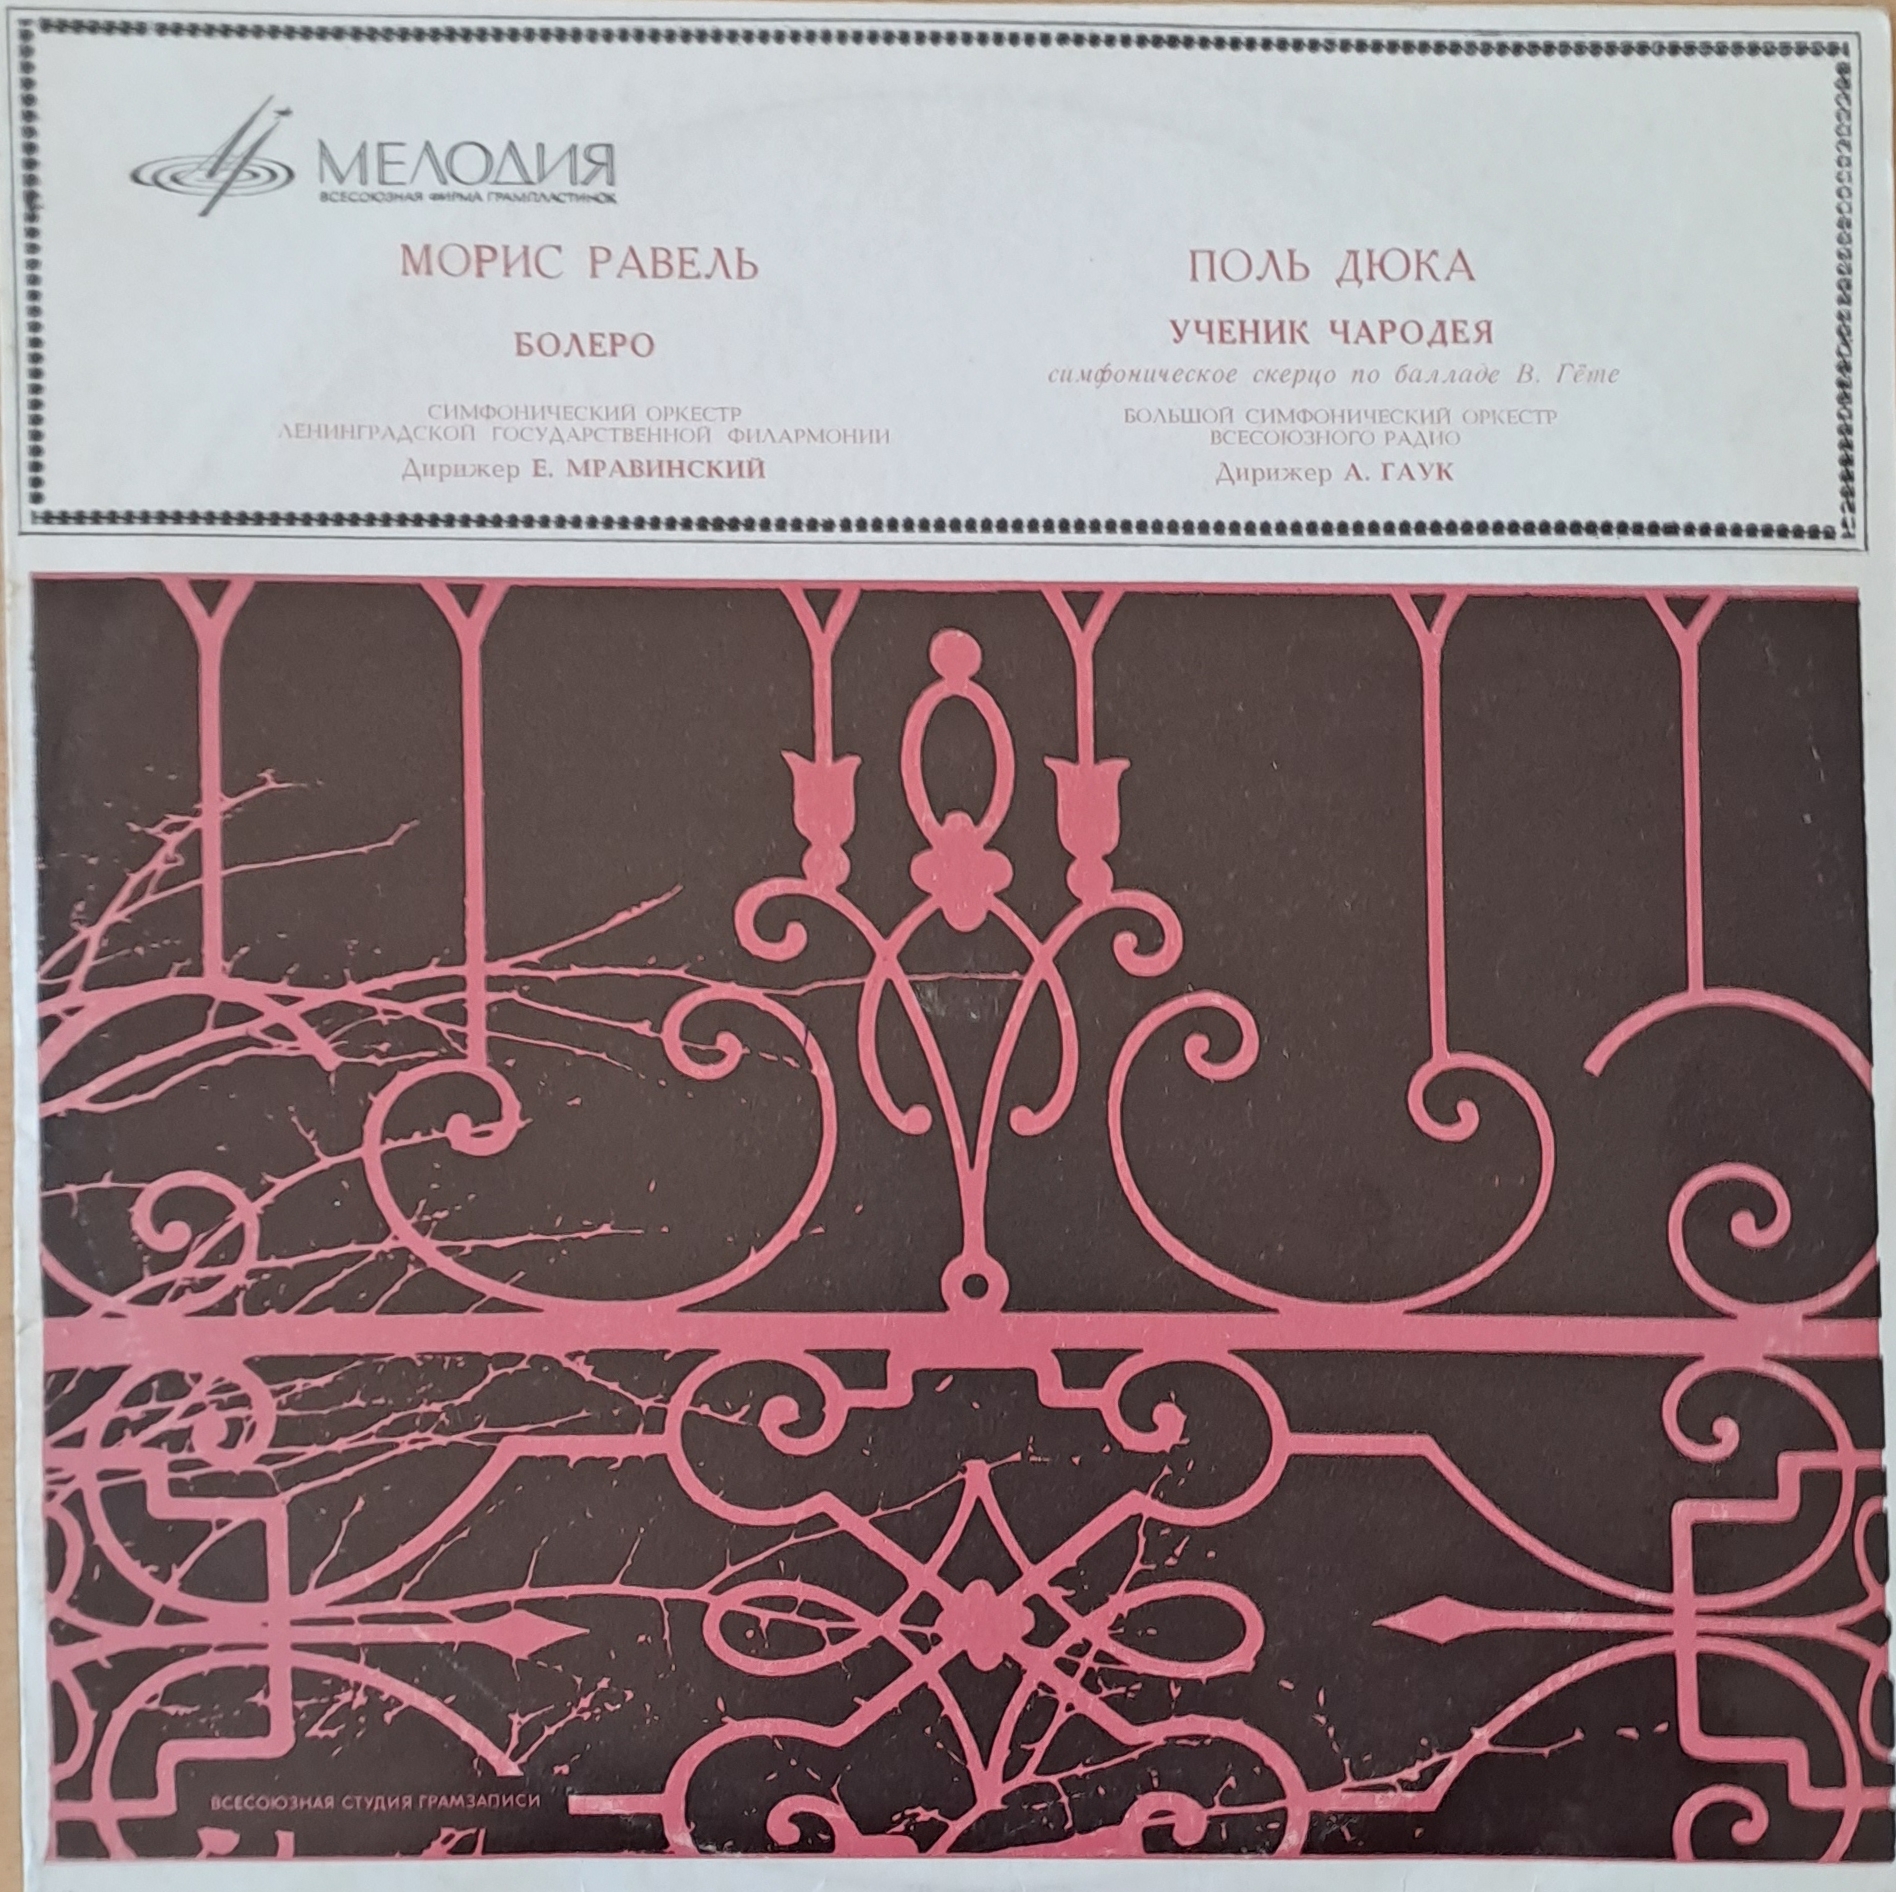 МЕЛОДИЯ
ВСЕСОЮЗНАЯ ФИРМА ГРАМПЛАСТИНОК
МОРИС РАВЕЛЬ
БОЛЕРО
СИМФОНИЧЕСКИЙ ОРКЕСТР
ЛЕНИНГРАДСКОЙ ГОСУДАРСТВЕННОЙ ФИЛАРМОНИИ
Дирижер Е. МРАВИНСКИЙ
ПОЛЬ ДЮКА
УЧЕНИК ЧАРОДЕЯ
симфоническое скерцо по балладе В. Гёте
БОЛЬШОЙ СИМФОНИЧЕСКИЙ ОРКЕСТР
ВСЕСОЮЗНОГО РАДИО
Дирижер А. ГАУК
ВСЕСОЮЗНАЯ СТУДИЯ ГРАМЗАПИСИ